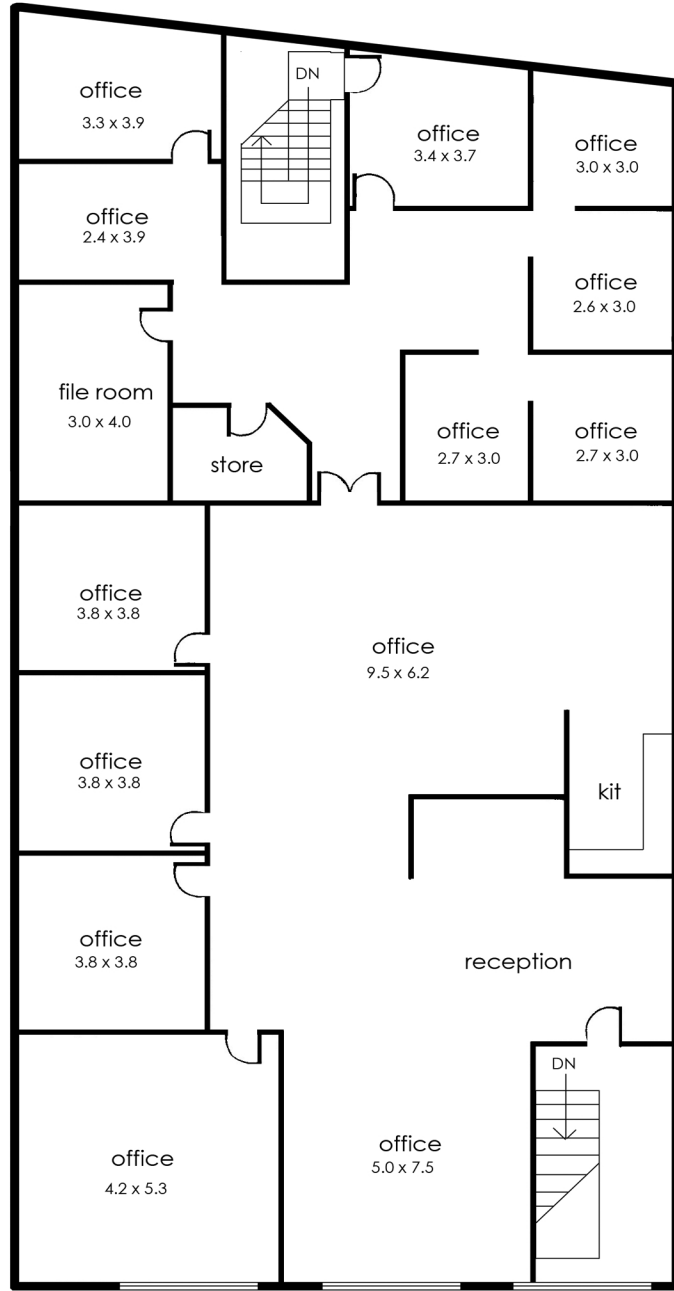 DN
office
3.3 x 3.9
office
3.4 x 3.7
office
3.0 x 3.0
office
2.4 x 3.9
office
2.6 x 3.0
file room
3.0 x 4.0
office
2.7 x 3.0
office
2.7 x 3.0
store
office
3.8 x 3.8
office
9.5 x 6.2
office
3.8 x 3.8
kit
office
3.8 x 3.8
reception
DN
office
4.2 x 5.3
office
5.0 x 7.5